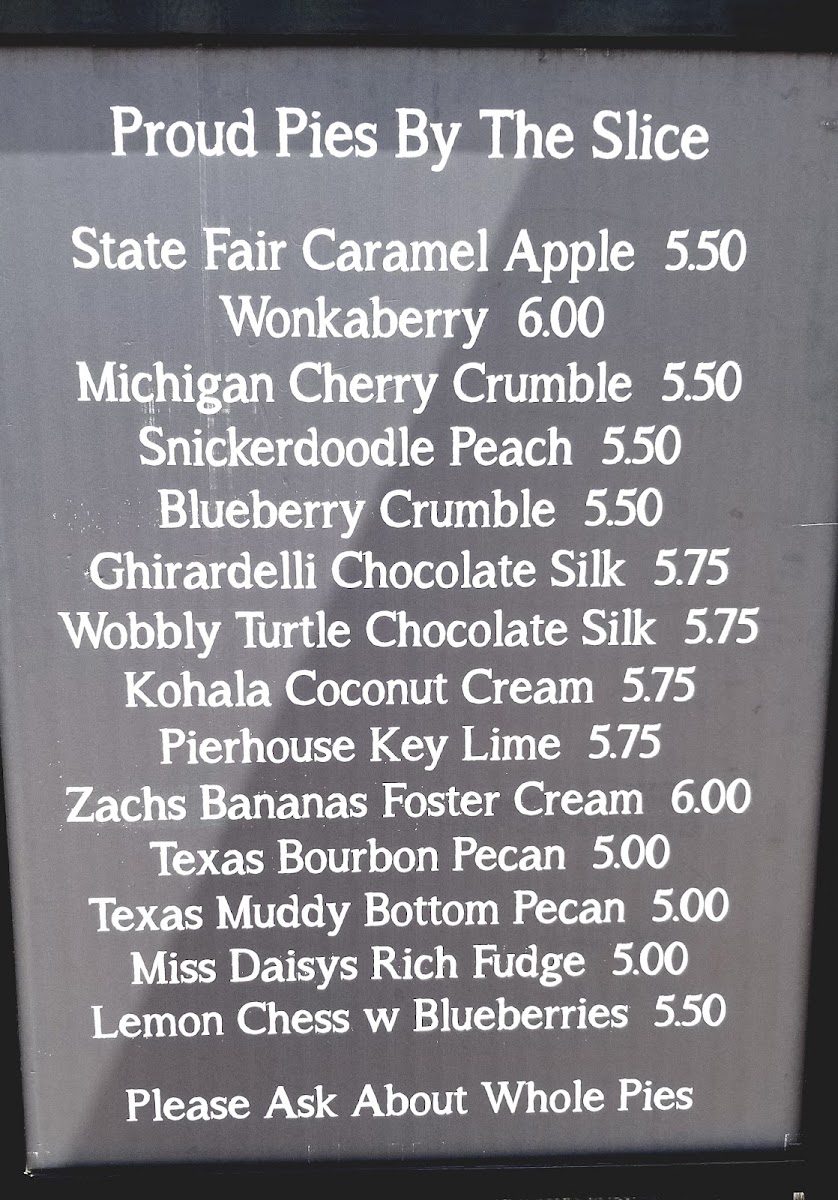 Proud Pies By The Slice
State Fair Caramel Apple 5.50
Wonkaberry 6.00
Michigan Cherry Crumble 5.50
Snickerdoodle Peach 5.50
Blueberry Crumble 5.50
Ghirardelli Chocolate Silk 5.75
Wobbly Turtle Chocolate Silk 5.75
Kohala Coconut Cream 5.75
Pierhouse Key Lime 5.75
Zachs Bananas Foster Cream 6.00
Texas Bourbon Pecan 5.00
Texas Muddy Bottom Pecan 5.00
Miss Daisys Rich Fudge 5.00
Lemon Chess w Blueberries 5.50
Please Ask About Whole Pies